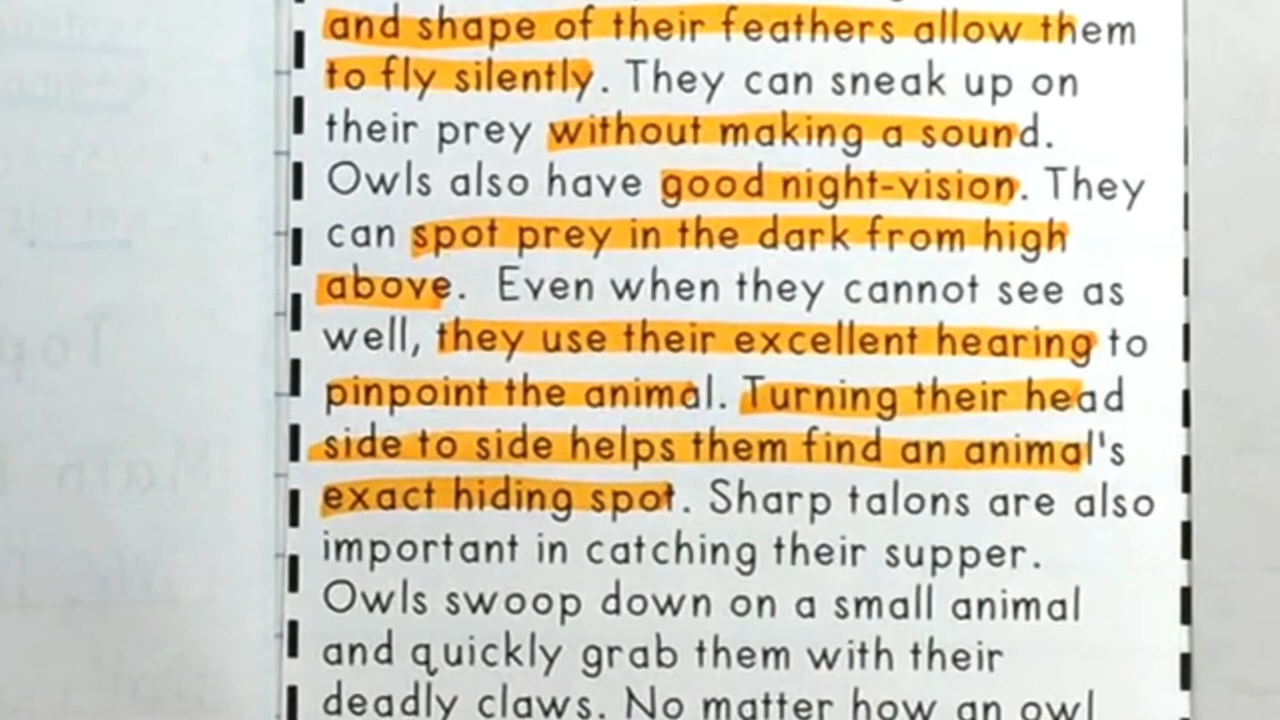 and shape of their feathers allow them
to fly silently. They can sneak up on
their prey without making a sound.
Owls also have good night-vision. They
can spot prey in the dark from high
above. Even when they cannot see as
well, they use their excellent hearing to
pinpoint the animal. Turning their head
side to side helps them find an animal's
exact hiding spot. Sharp talons are also
important in catching their supper.
Owls swoop down on a small animal
and quickly grab them with their
deadly claws. No matter how an owl